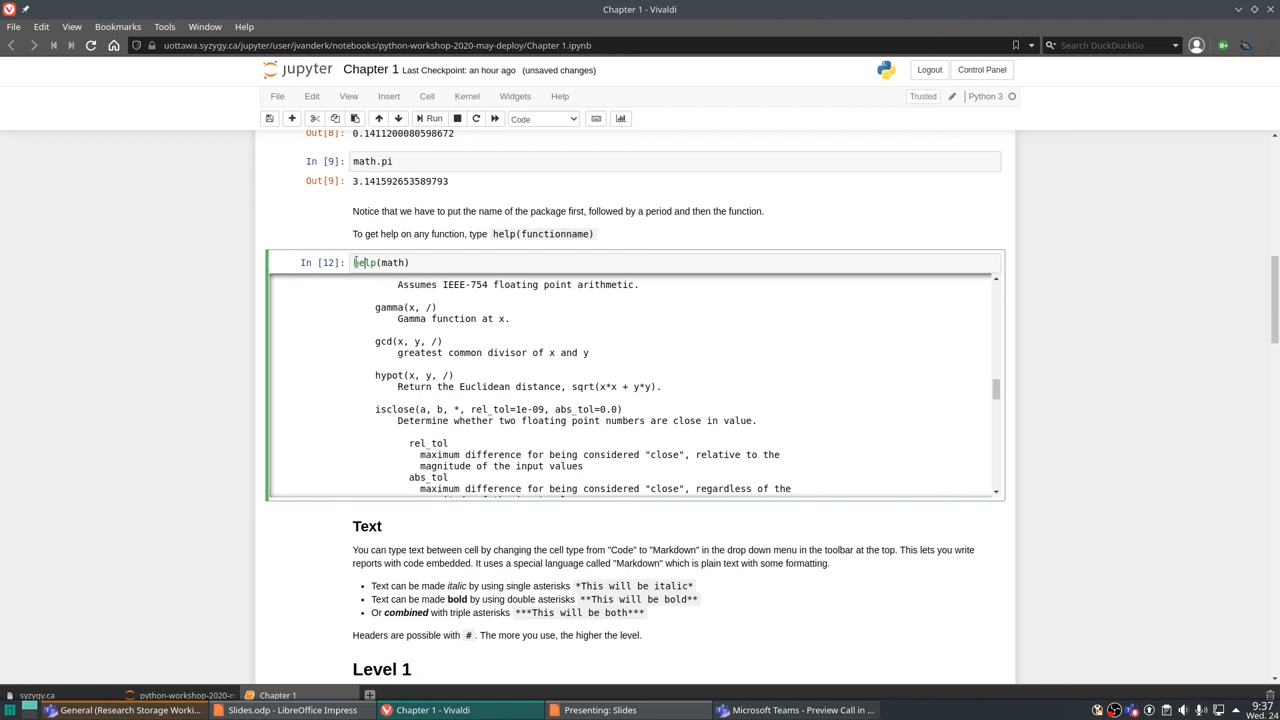 Chapter 1 - Vivaldi
File Edit View Bookmarks Tools Window Help
uottawa.syzygy.ca/jupyter/user/jvanderk/notebooks/python-workshop-2020-may-deploy/Chapter 1.ipynb
Search DuckDuckGo
jupyter Chapter 1 Last Checkpoint: an hour ago (unsaved changes)
Logout Control Panel
File Edit View Insert Cell Kernel Widgets Help
Trusted Python 3
Run Code
Out[8]: 0.1411200080598672
In [9]: math.pi
Out[9]: 3.141592653589793
Notice that we have to put the name of the package first, followed by a period and then the function.
To get help on any function, type help(functionname)
In [12]: help(math)
Assumes IEEE-754 floating point arithmetic.
gamma(x, /)
Gamma function at x.
gcd(x, y, /)
greatest common divisor of x and y
hypot(x, y, /)
Return the Euclidean distance, sqrt(x*x + y*y).
isclose(a, b, *, rel_tol=1e-09, abs_tol=0.0)
Determine whether two floating point numbers are close in value.
rel_tol
maximum difference for being considered "close", relative to the
magnitude of the input values
abs_tol
maximum difference for being considered "close", regardless of the
Text
You can type text between cell by changing the cell type from "Code" to "Markdown" in the drop down menu in the toolbar at the top. This lets you write
reports with code embedded. It uses a special language called "Markdown" which is plain text with some formatting.
• Text can be made italic by using single asterisks *This will be italic*
• Text can be made bold by using double asterisks **This will be bold**
• Or combined with triple asterisks ***This will be both***
Headers are possible with #. The more you use, the higher the level.
Level 1
syzygy.ca python-workshop-2020-m Chapter 1
General (Research Storage Worki... Slides.odp - LibreOffice Impress Chapter 1 - Vivaldi Presenting: Slides Microsoft Teams - Preview Call in ...
9:37
Wed. 24